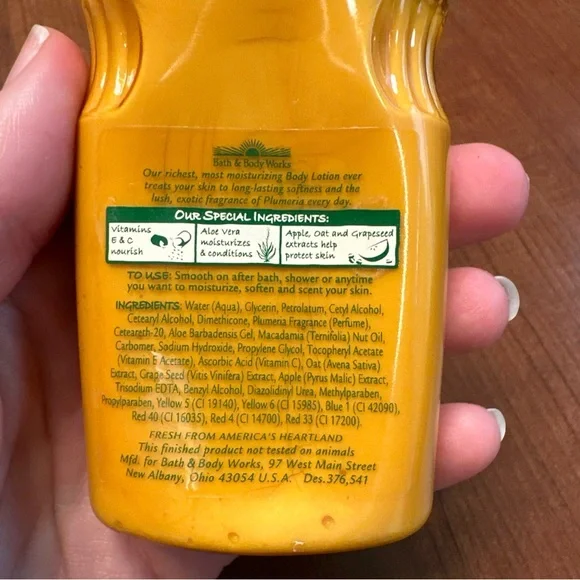 Bath & Body Works
Our richest, most moisturizing Body Lotion ever
treats your skin to long-lasting softness and the
lush, exotic fragrance of Plumeria every day.
OUR SPECIAL INGREDIENTS:
Vitamins
E & C
nourish
Aloe Vera
moisturizes
& conditions
Apple, Oat and Grapeseed
extracts help
protect skin
TO USE: Smooth on after bath, shower or anytime
you want to moisturize, soften and scent your skin.
INGREDIENTS: Water (Aqua), Glycerin, Petrolatum, Cetyl Alcohol,
Cetearyl Alcohol, Dimethicone, Plumeria Fragrance (Perfume),
Ceteareth-20, Aloe Barbadensis Gel, Macadamia (Ternifolia) Nut Oil,
Carbomer, Sodium Hydroxide, Propylene Glycol, Tocopheryl Acetate
(Vitamin E Acetate), Ascorbic Acid (Vitamin C), Oat (Avena Sativa)
Extract, Grape Seed (Vitis Vinifera) Extract, Apple (Pyrus Malic) Extract,
Trisodium EDTA, Benzyl Alcohol, Diazolidinyl Urea, Methylparaben,
Propylparaben, Yellow 5 (CI 19140), Yellow 6 (CI 15985), Blue 1 (CI 42090),
Red 40 (CI 16035), Red 4 (CI 14700), Red 33 (CI 17200).
FRESH FROM AMERICA'S HEARTLAND
This finished product not tested on animals
Mfd. for Bath & Body Works, 97 West Main Street
New Albany, Ohio 43054 U.S.A. Des.376,541